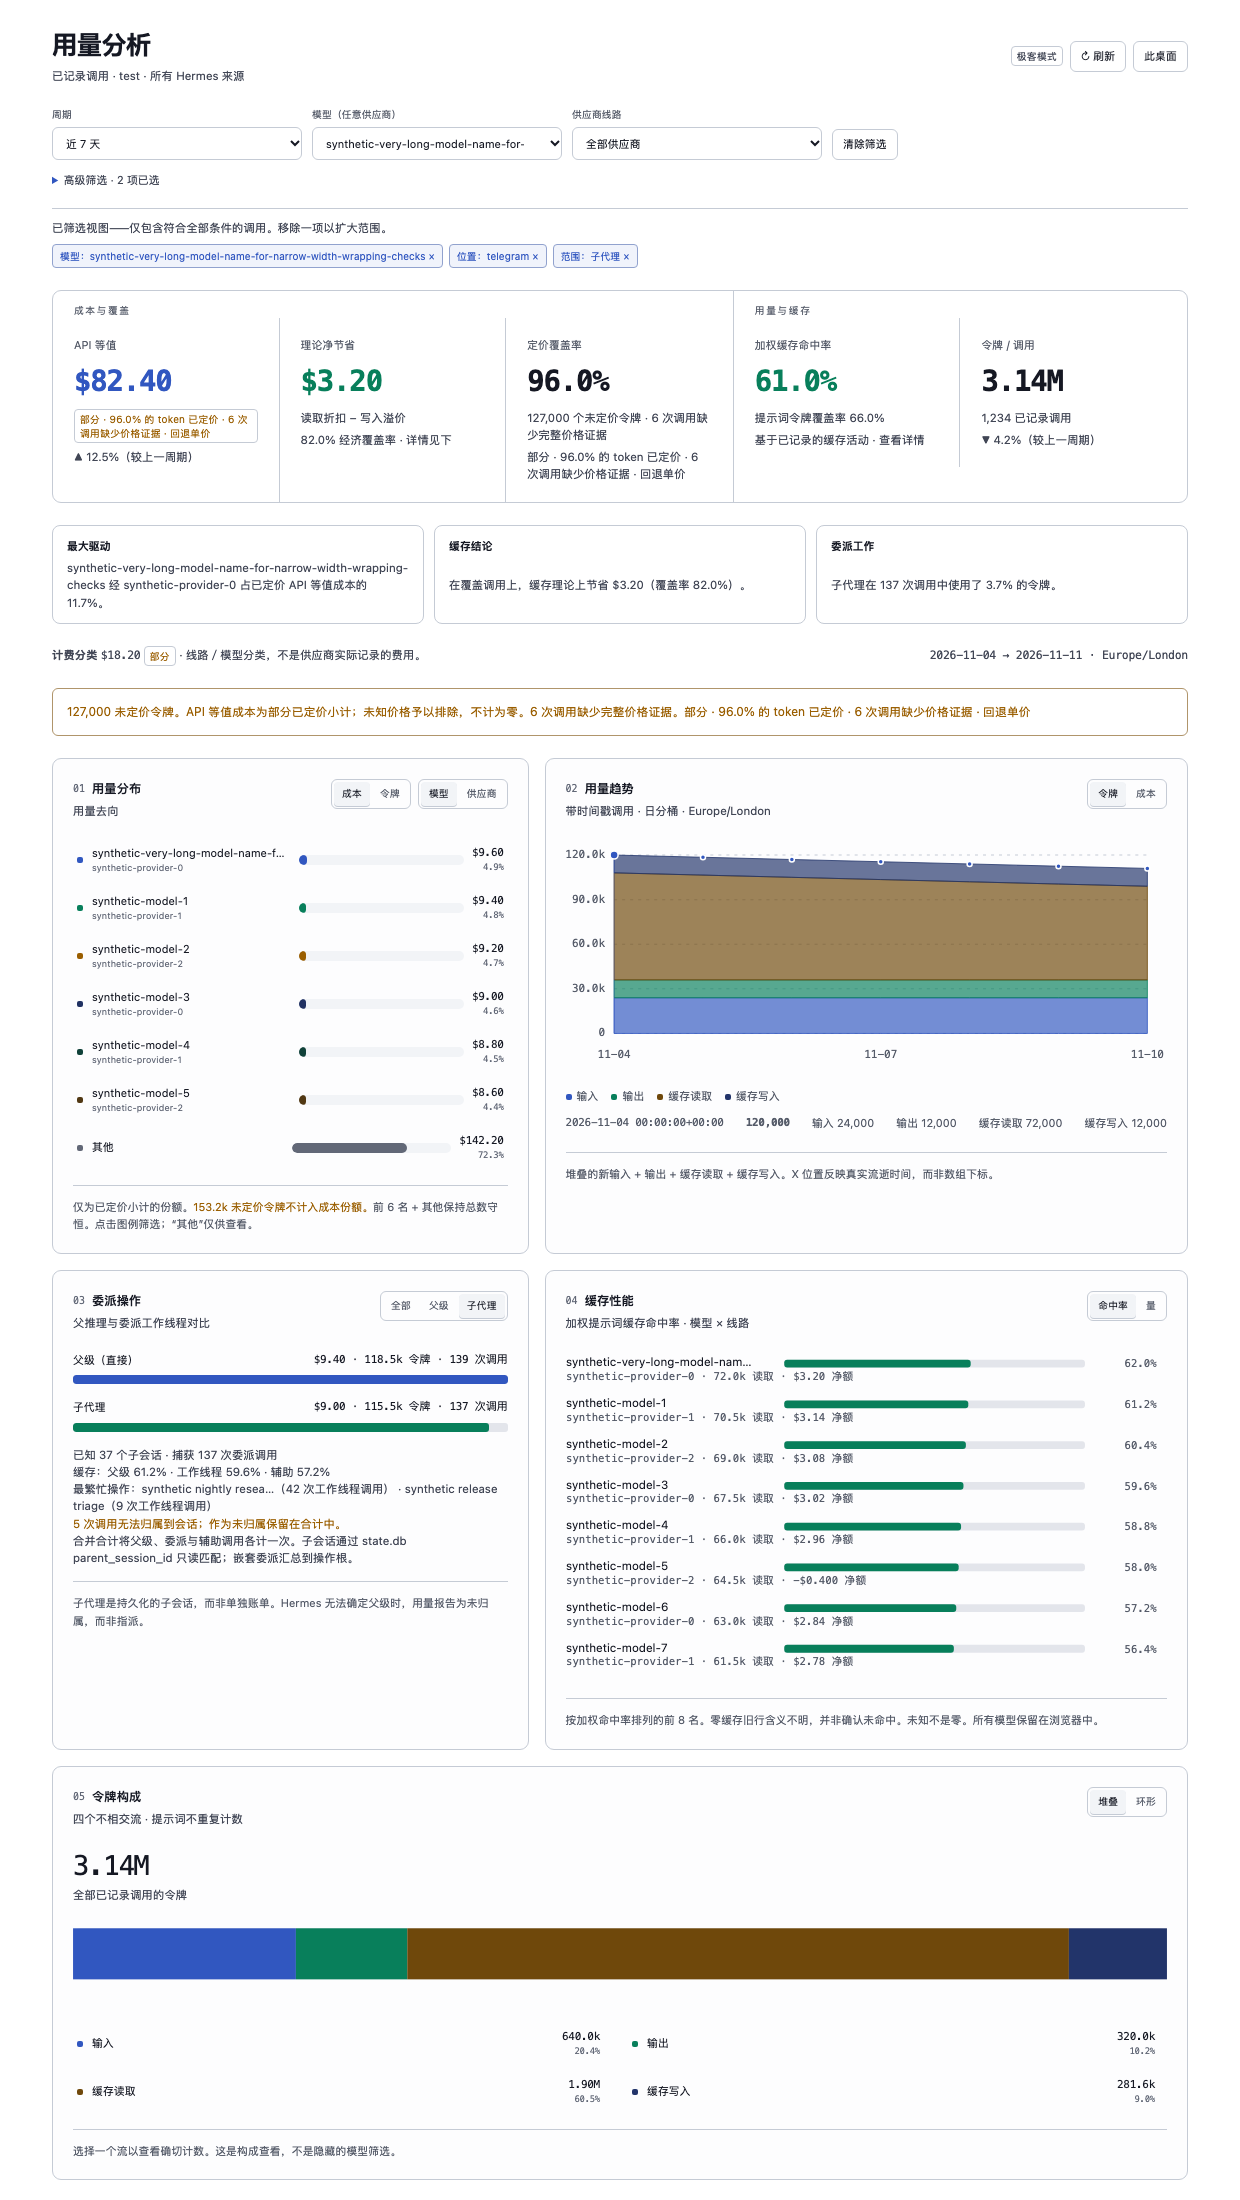 用量分析
已记录调用 · test · 所有 Hermes 来源
极客模式
↻ 刷新
此桌面
周期
模型（任意供应商）
供应商线路
近 7 天
synthetic-very-long-model-name-for-
全部供应商
清除筛选
▶ 高级筛选 · 2 项已选
已筛选视图——仅包含符合全部条件的调用。移除一项以扩大范围。
模型：synthetic-very-long-model-name-for-narrow-width-wrapping-checks ×
位置：telegram ×
范围：子代理 ×
成本与覆盖
用量与缓存
API 等值
理论净节省
定价覆盖率
加权缓存命中率
令牌 / 调用
$82.40
$3.20
96.0%
61.0%
3.14M
部分 · 96.0% 的 token 已定价 · 6 次
调用缺少价格证据 · 回退单价
▲ 12.5%（较上一周期）
读取折扣 − 写入溢价
82.0% 经济覆盖率 · 详情见下
127,000 个未定价令牌 · 6 次调用缺
少完整价格证据
部分 · 96.0% 的 token 已定价 · 6
次调用缺少价格证据 · 回退单价
提示词令牌覆盖率 66.0%
基于已记录的缓存活动 · 查看详情
1,234 已记录调用
▼ 4.2%（较上一周期）
最大驱动
synthetic-very-long-model-name-for-narrow-width-wrapping-
checks 经 synthetic-provider-0 占已定价 API 等值成本的
11.7%。
缓存结论
在覆盖调用上，缓存理论上节省 $3.20（覆盖率 82.0%）。
委派工作
子代理在 137 次调用中使用了 3.7% 的令牌。
计费分类 $18.20 部分 · 线路 / 模型分类，不是供应商实际记录的费用。
2026-11-04 → 2026-11-11 · Europe/London
127,000 未定价令牌。API 等值成本为部分已定价小计；未知价格予以排除，不计为零。6 次调用缺少完整价格证据。部分 · 96.0% 的 token 已定价 · 6 次调用缺少价格证据 · 回退单价
01 用量分布
用量去向
成本 令牌
模型 供应商
synthetic-very-long-model-name-f...
synthetic-provider-0
$9.60
4.9%
synthetic-model-1
synthetic-provider-1
$9.40
4.8%
synthetic-model-2
synthetic-provider-2
$9.20
4.7%
synthetic-model-3
synthetic-provider-0
$9.00
4.6%
synthetic-model-4
synthetic-provider-1
$8.80
4.5%
synthetic-model-5
synthetic-provider-2
$8.60
4.4%
其他
$142.20
72.3%
仅为已定价小计的份额。153.2k 未定价令牌不计入成本份额。前 6 名 + 其他保持总数守
恒。点击图例筛选；“其他”仅供查看。
02 用量趋势
带时间戳调用 · 日分桶 · Europe/London
令牌 成本
120.0k
90.0k
60.0k
30.0k
0
11-04
11-07
11-10
输入 输出 缓存读取 缓存写入
2026-11-04 00:00:00+00:00 120,000 输入 24,000 输出 12,000 缓存读取 72,000 缓存写入 12,000
堆叠的新输入 + 输出 + 缓存读取 + 缓存写入。X 位置反映真实流逝时间，而非数组下标。
03 委派操作
父推理与委派工作线程对比
全部 父级 子代理
父级（直接）
$9.40 · 118.5k 令牌 · 139 次调用
子代理
$9.00 · 115.5k 令牌 · 137 次调用
已知 37 个子会话 · 捕获 137 次委派调用
缓存：父级 61.2% · 工作线程 59.6% · 辅助 57.2%
最繁忙操作：synthetic nightly resea...（42 次工作线程调用） · synthetic release
triage（9 次工作线程调用）
5 次调用无法归属到会话；作为未归属保留在合计中。
合并合计将父级、委派与辅助调用各计一次。子会话通过 state.db
parent_session_id 只读匹配；嵌套委派汇总到操作根。
子代理是持久化的子会话，而非单独账单。Hermes 无法确定父级时，用量报告为未归
属，而非指派。
04 缓存性能
加权提示词缓存命中率 · 模型 × 线路
命中率 量
synthetic-very-long-model-nam...
synthetic-provider-0 · 72.0k 读取 · $3.20 净额
62.0%
synthetic-model-1
synthetic-provider-1 · 70.5k 读取 · $3.14 净额
61.2%
synthetic-model-2
synthetic-provider-2 · 69.0k 读取 · $3.08 净额
60.4%
synthetic-model-3
synthetic-provider-0 · 67.5k 读取 · $3.02 净额
59.6%
synthetic-model-4
synthetic-provider-1 · 66.0k 读取 · $2.96 净额
58.8%
synthetic-model-5
synthetic-provider-2 · 64.5k 读取 · −$0.400 净额
58.0%
synthetic-model-6
synthetic-provider-0 · 63.0k 读取 · $2.84 净额
57.2%
synthetic-model-7
synthetic-provider-1 · 61.5k 读取 · $2.78 净额
56.4%
按加权命中率排列的前 8 名。零缓存旧行含义不明，并非确认未命中。未知不是零。所有模型保留在浏览器中。
05 令牌构成
四个不相交流 · 提示词不重复计数
堆叠 环形
3.14M
全部已记录调用的令牌
输入
640.0k
20.4%
输出
320.0k
10.2%
缓存读取
1.90M
60.5%
缓存写入
281.6k
9.0%
选择一个流以查看确切计数。这是构成查看，不是隐藏的模型筛选。